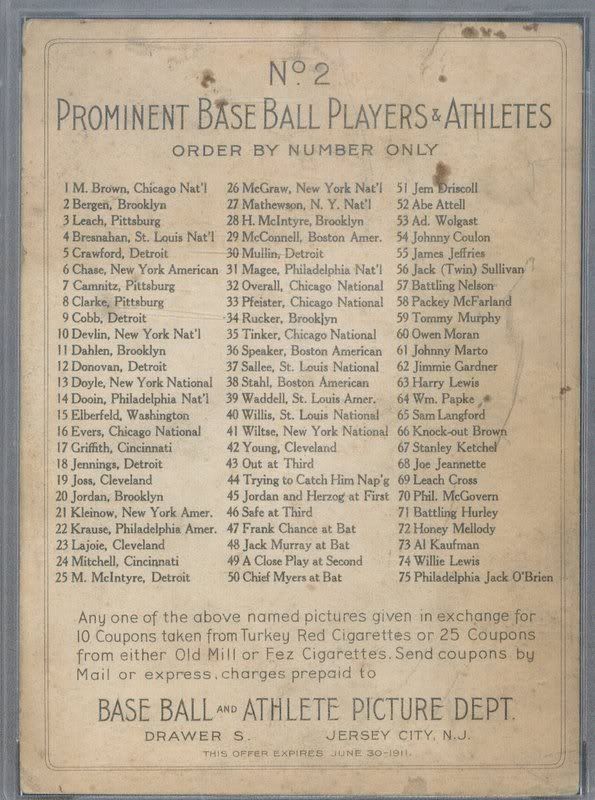 Nº 2
PROMINENT BASE BALL PLAYERS & ATHLETES
ORDER BY NUMBER ONLY
1 M. Brown, Chicago Nat'l
2 Bergen, Brooklyn
3 Leach, Pittsburg
4 Bresnahan, St. Louis Nat'l
5 Crawford, Detroit
6 Chase, New York American
7 Camnitz, Pittsburg
8 Clarke, Pittsburg
9 Cobb, Detroit
10 Devlin, New York Nat'l
11 Dahlen, Brooklyn
12 Donovan, Detroit
13 Doyle, New York National
14 Dooin, Philadelphia Nat'l
15 Elberfeld, Washington
16 Evers, Chicago National
17 Griffith, Cincinnati
18 Jennings, Detroit
19 Joss, Cleveland
20 Jordan, Brooklyn
21 Kleinow, New York Amer.
22 Krause, Philadelphia Amer.
23 Lajoie, Cleveland
24 Mitchell, Cincinnati
25 M. McIntyre, Detroit
26 McGraw, New York Nat'l
27 Mathewson, N. Y. Nat'l
28 H. McIntyre, Brooklyn
29 McConnell, Boston Amer.
30 Mullin, Detroit
31 Magee, Philadelphia Nat'l
32 Overall, Chicago National
33 Pfeister, Chicago National
34 Rucker, Brooklyn
35 Tinker, Chicago National
36 Speaker, Boston American
37 Sallee, St. Louis National
38 Stahl, Boston American
39 Waddell, St. Louis Amer.
40 Willis, St. Louis National
41 Wiltse, New York National
42 Young, Cleveland
43 Out at Third
44 Trying to Catch Him Nap'g
45 Jordan and Herzog at First
46 Safe at Third
47 Frank Chance at Bat
48 Jack Murray at Bat
49 A Close Play at Second
50 Chief Myers at Bat
51 Jem Driscoll
52 Abe Attell
53 Ad. Wolgast
54 Johnny Coulon
55 James Jeffries
56 Jack (Twin) Sullivan
57 Battling Nelson
58 Packey McFarland
59 Tommy Murphy
60 Owen Moran
61 Johnny Marto
62 Jimmie Gardner
63 Harry Lewis
64 Wm. Papke
65 Sam Langford
66 Knock-out Brown
67 Stanley Ketchel
68 Joe Jeannette
69 Leach Cross
70 Phil. McGovern
71 Battling Hurley
72 Honey Mellody
73 Al Kaufman
74 Willie Lewis
75 Philadelphia Jack O'Brien
Any one of the above named pictures given in exchange for
10 Coupons taken from Turkey Red Cigarettes or 25 Coupons
from either Old Mill or Fez Cigarettes. Send coupons by
Mail or express, charges prepaid to
BASE BALL AND ATHLETE PICTURE DEPT.
DRAWER S. JERSEY CITY, N.J.
THIS OFFER EXPIRES JUNE 30-1911.